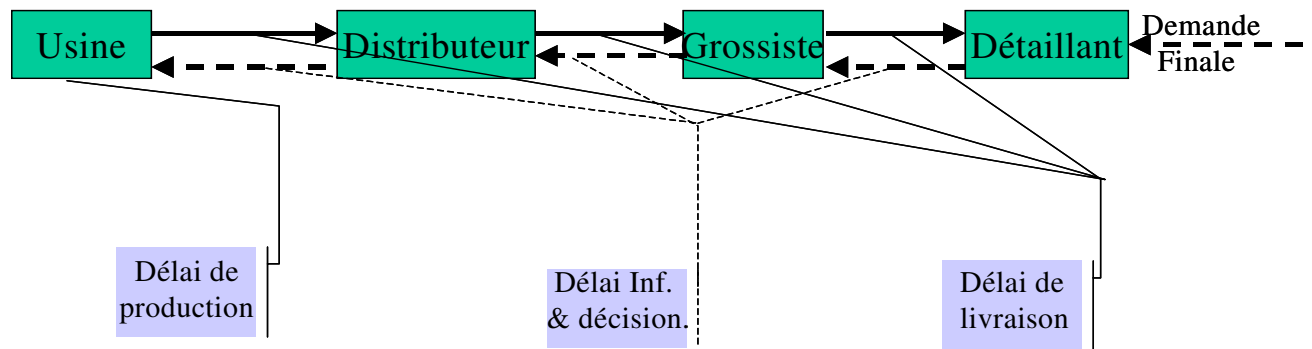 Usine
Distributeur
Grossiste
Détaillant
Demande
Finale
Délai de
production
Délai Inf.
& décision.
Délai de
livraison